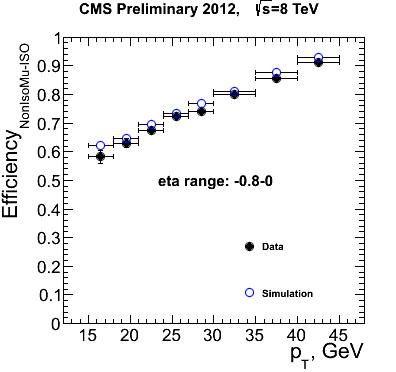 CMS Preliminary 2012, √s=8 TeV
Efficiency NonIsoMu-ISO
1
0.9
0.8
0.7
0.6
0.5
0.4
0.3
0.2
0.1
0
eta range: -0.8-0
Data
Simulation
15 20 25 30 35 40 45
pT, GeV